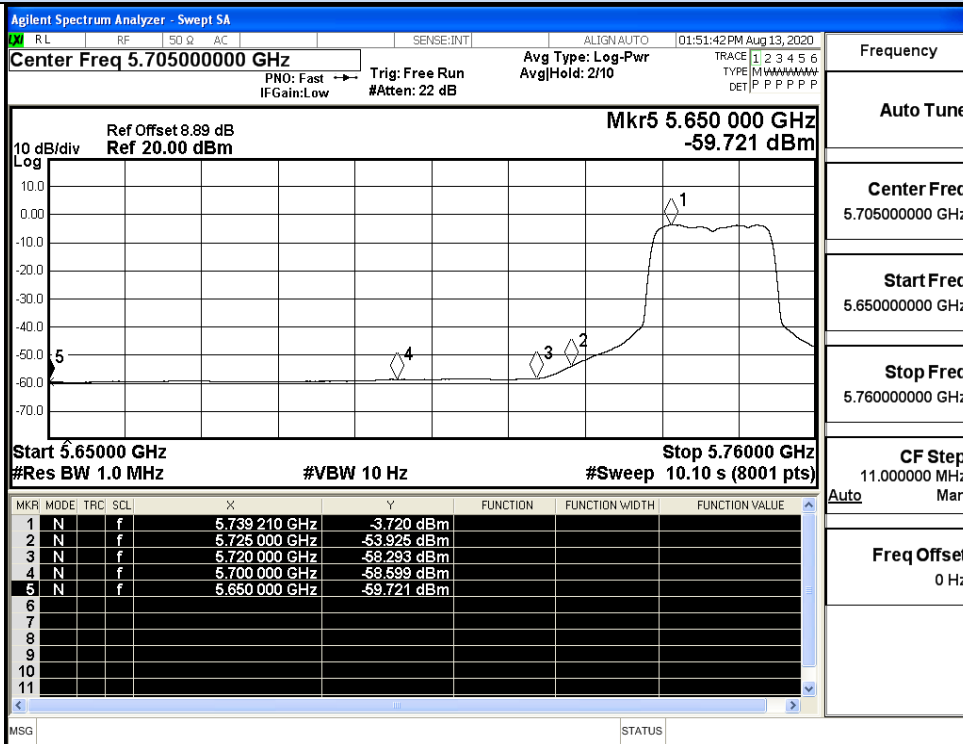 Agilent Spectrum Analyzer - Swept SA
LXI RL RF 50 Ω AC SENSE:INT ALIGN AUTO 01:51:42 PM Aug 13, 2020
Center Freq 5.705000000 GHz
PNO: Fast
IFGain:Low
Trig: Free Run
#Atten: 22 dB
Avg Type: Log-Pwr
Avg|Hold: 2/10
TRACE 1 2 3 4 5 6
TYPE M WWWWW
DET P P P P P P
Mkr5 5.650 000 GHz
-59.721 dBm
Ref Offset 8.89 dB
10 dB/div Ref 20.00 dBm
Log
10.0
0.00
-10.0
-20.0
-30.0
-40.0
-50.0
-60.0
-70.0
1
2
3
4
5
Start 5.65000 GHz Stop 5.76000 GHz
#Res BW 1.0 MHz #VBW 10 Hz #Sweep 10.10 s (8001 pts)
MKR MODE TRC SCL X Y FUNCTION FUNCTION WIDTH FUNCTION VALUE
1 N f 5.739 210 GHz -3.720 dBm
2 N f 5.725 000 GHz -53.925 dBm
3 N f 5.720 000 GHz -58.293 dBm
4 N f 5.700 000 GHz -58.599 dBm
5 N f 5.650 000 GHz -59.721 dBm
6
7
8
9
10
11
MSG STATUS
Frequency
Auto Tune
Center Freq
5.705000000 GHz
Start Freq
5.650000000 GHz
Stop Freq
5.760000000 GHz
CF Step
11.000000 MHz
Auto Man
Freq Offset
0 Hz